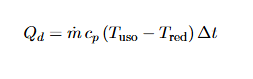 Q_d = ṁ c_p (T_uso − T_red) Δt